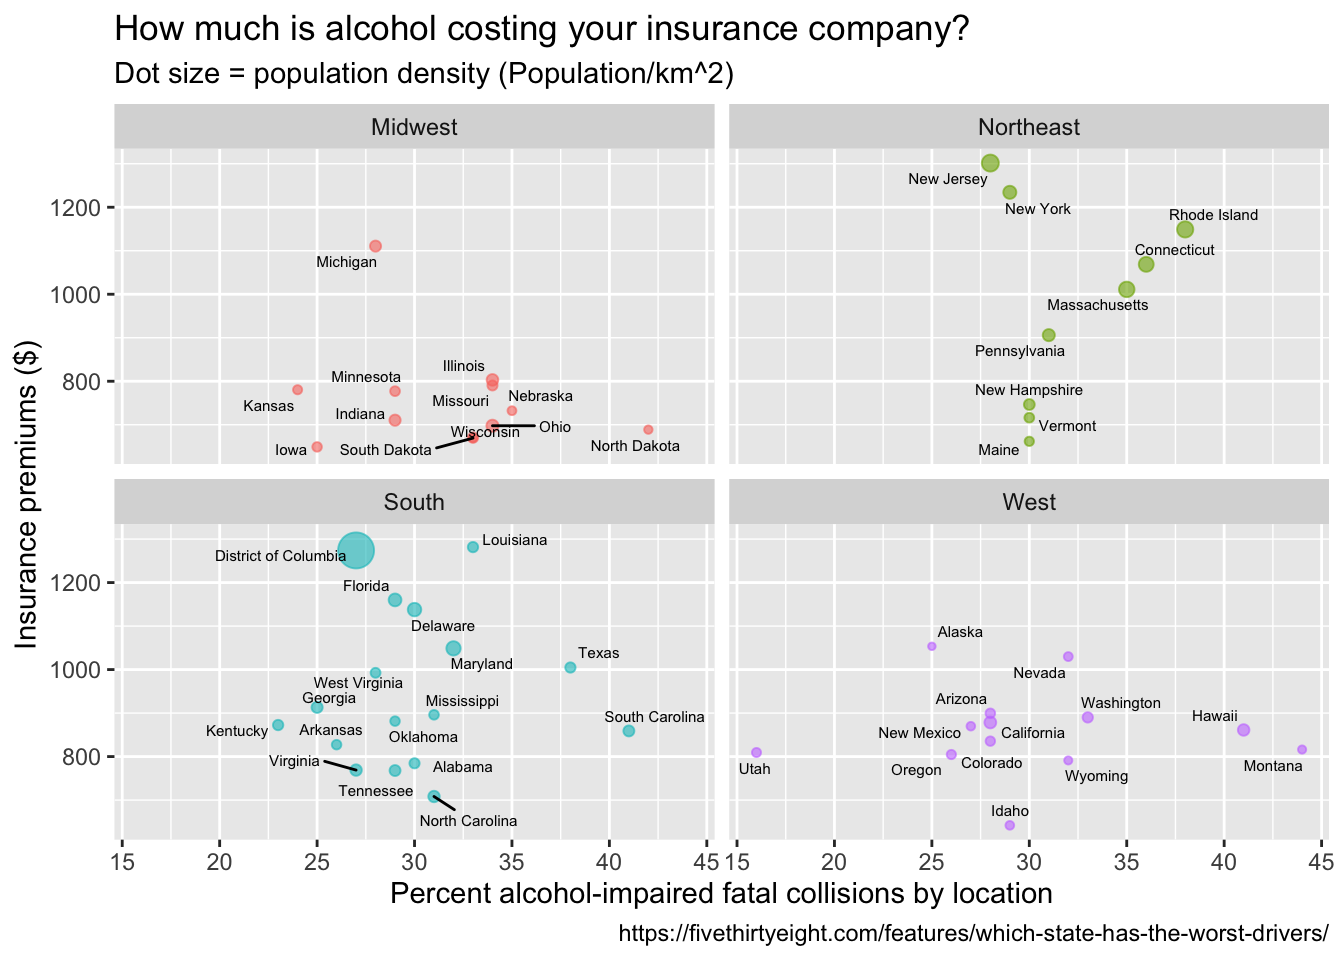 How much is alcohol costing your insurance company?
Dot size = population density (Population/km^2)
Midwest
Northeast
New Jersey
New York
Rhode Island
1200
Connecticut
Michigan
1000
Massachusetts
Pennsylvania
Illinois
Minnesota
800
New Hampshire
Kansas
Missouri
Nebraska
Indiana
Vermont
Wisconsin
Ohio
Iowa
South Dakota
North Dakota
Maine
Insurance premiums ($)
South
West
Louisiana
District of Columbia
1200
Florida
Delaware
Alaska
Texas
Maryland
1000
Nevada
West Virginia
Georgia
Mississippi
Arizona
Washington
South Carolina
Hawaii
Kentucky
Arkansas
Oklahoma
New Mexico
California
800
Virginia
Alabama
Utah
Oregon
Colorado
Montana
Wyoming
Tennessee
Idaho
North Carolina
15 20 25 30 35 40 45 15 20 25 30 35 40 45
Percent alcohol-impaired fatal collisions by location
https://fivethirtyeight.com/features/which-state-has-the-worst-drivers/